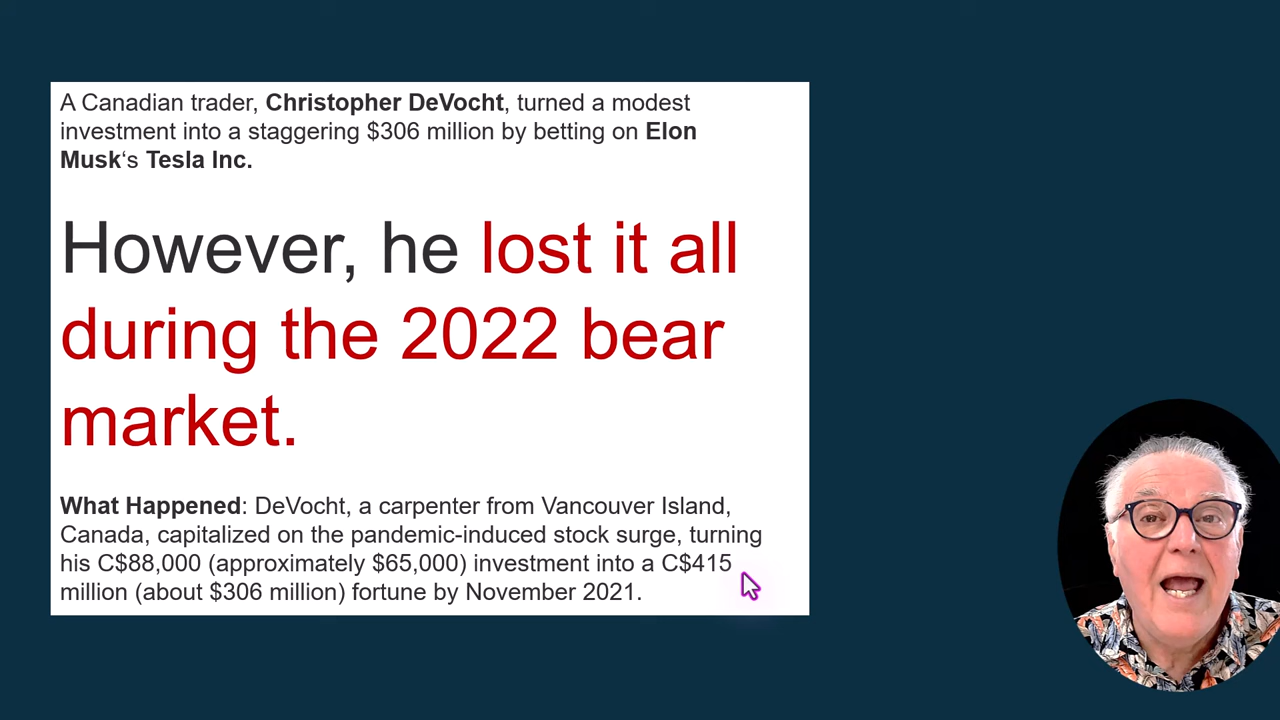 A Canadian trader, Christopher DeVocht, turned a modest
investment into a staggering $306 million by betting on Elon
Musk‘s Tesla Inc.
However, he lost it all
during the 2022 bear
market.
What Happened: DeVocht, a carpenter from Vancouver Island,
Canada, capitalized on the pandemic-induced stock surge, turning
his C$88,000 (approximately $65,000) investment into a C$415
million (about $306 million) fortune by November 2021.